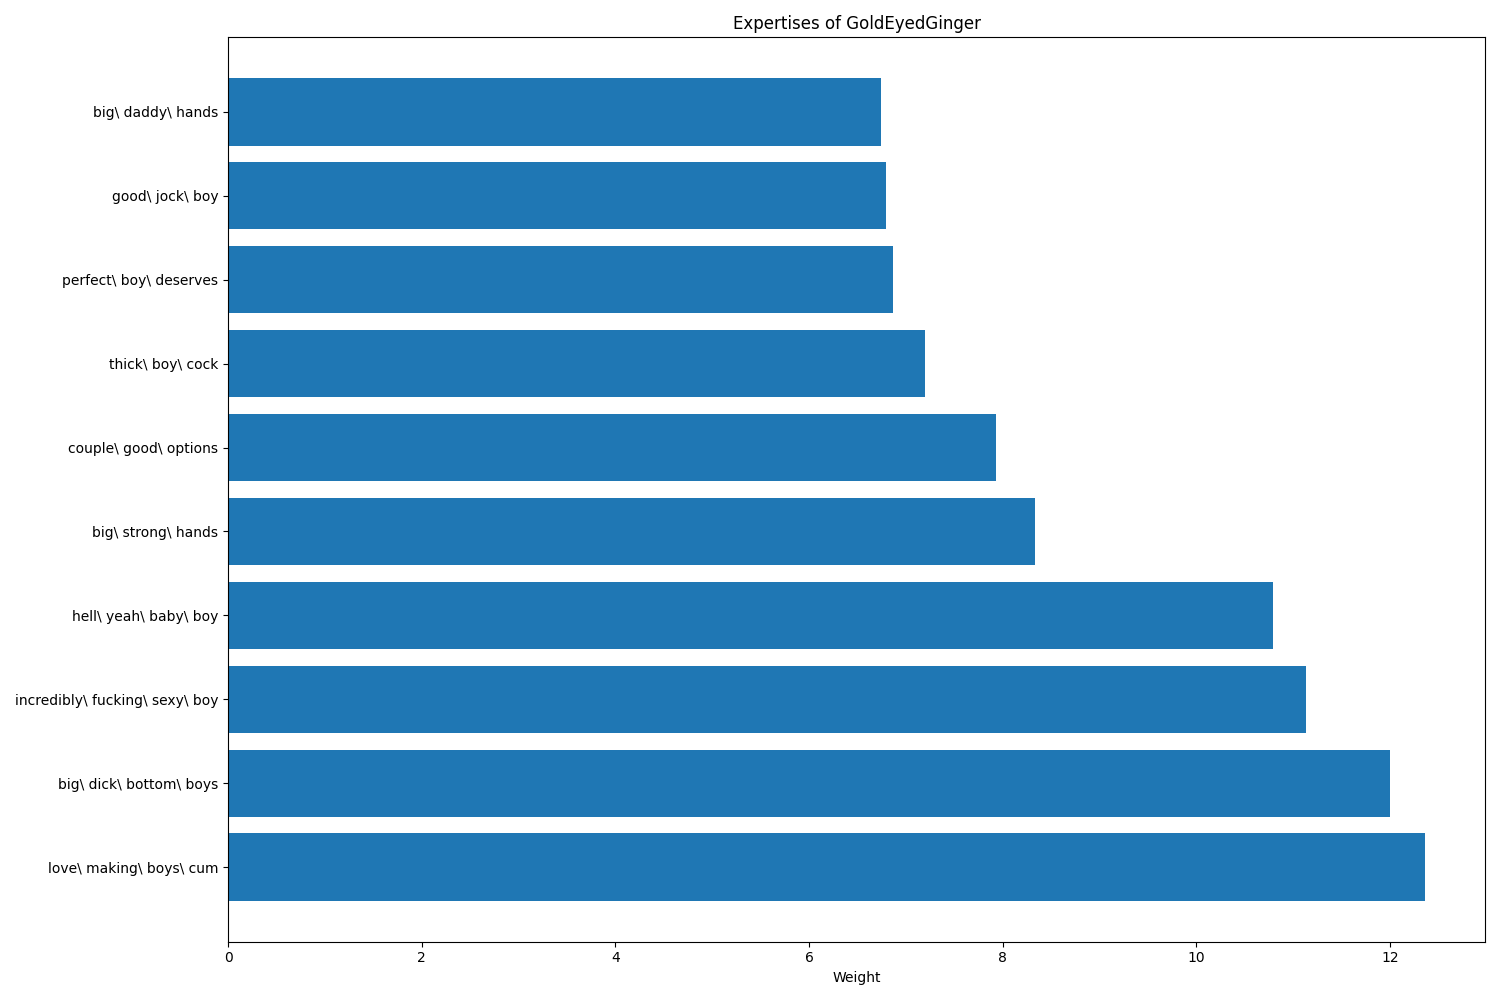 Expertises of GoldEyedGinger
big\ daddy\ hands
good\ jock\ boy
perfect\ boy\ deserves
thick\ boy\ cock
couple\ good\ options
big\ strong\ hands
hell\ yeah\ baby\ boy
incredibly\ fucking\ sexy\ boy
big\ dick\ bottom\ boys
love\ making\ boys\ cum
0 2 4 6 8 10 12
Weight